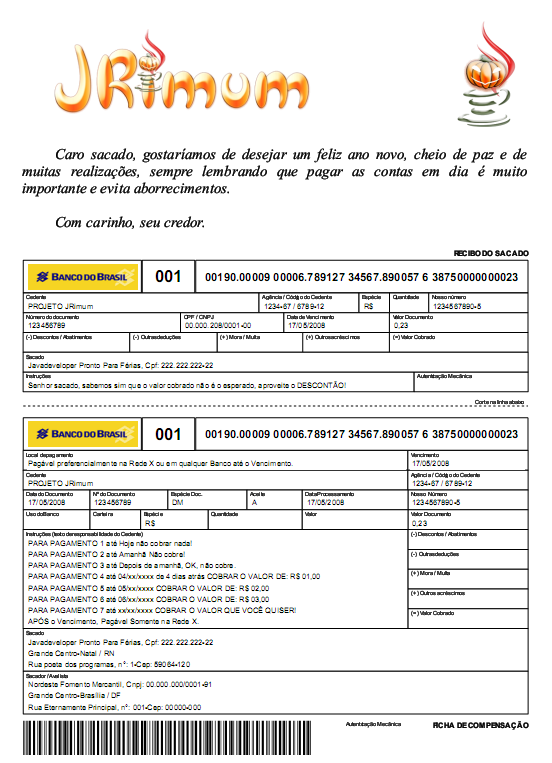 JRimum
Caro sacado, gostaríamos de desejar um feliz ano novo, cheio de paz e de
muitas realizações, sempre lembrando que pagar as contas em dia é muito
importante e evita aborrecimentos.
Com carinho, seu credor.
RECIBO DO SACADO
BANCO DO BRASIL 001 00190.00009 00006.789127 34567.890057 6 38750000000023
Cedente Agência / Código do Cedente Espécie Quantidade Nosso número
PROJETO JRimum 1234-67 / 6789-12 R$ 1234567890-5
Número do documento CPF / CNPJ Data de Vencimento Valor Documento
123456789 00.000.208/0001-00 17/05/2008 0,23
(-) Descontos / Abatimentos (-) Outras deduções (+) Mora / Multa (+) Outros acréscimos (=) Valor Cobrado
Sacado
Javadeveloper Pronto Para Férias, Cpf: 222.222.222-22
Instruções Autenticação Mecânica
Senhor sacado, sabemos sim que o valor cobrado não é o esperado, aproveite o DESCONTÃO!
Corte na linha abaixo
BANCO DO BRASIL 001 00190.00009 00006.789127 34567.890057 6 38750000000023
Local de pagamento Vencimento
Pagável preferencialmente na Rede X ou em qualquer Banco até o Vencimento. 17/05/2008
Cedente Agência / Código do Cedente
PROJETO JRimum 1234-67 / 6789-12
Data do Documento Nº do Documento Espécie Doc. Aceite Data Processamento Nosso Número
17/05/2008 123456789 DM A 17/05/2008 1234567890-5
Uso do Banco Carteira Espécie Quantidade Valor Valor Documento
R$ 0,23
Instruções (texto de responsabilidade do Cedente) (-) Descontos / Abatimentos
PARA PAGAMENTO 1 até Hoje não cobrar nada!
PARA PAGAMENTO 2 até Amanhã Não cobre!
(-) Outras deduções
PARA PAGAMENTO 3 até Depois de amanhã, OK, não cobre.
PARA PAGAMENTO 4 até 04/xx/xxxx de 4 dias atrás COBRAR O VALOR DE: R$ 01,00
(+) Mora / Multa
PARA PAGAMENTO 5 até 05/xx/xxxx COBRAR O VALOR DE: R$ 02,00
(+) Outros acréscimos
PARA PAGAMENTO 6 até 06/xx/xxxx COBRAR O VALOR DE: R$ 03,00
PARA PAGAMENTO 7 até xx/xx/xxxx COBRAR O VALOR QUE VOCÊ QUISER!
(=) Valor Cobrado
APÓS o Vencimento, Pagável Somente na Rede X.
Sacado
Javadeveloper Pronto Para Férias, Cpf: 222.222.222-22
Grande Centro-Natal / RN
Rua poeta dos programas, n°: 1-Cep: 59064-120
Sacador / Avalista
Nordeste Fomento Mercantil, Cnpj: 00.000.000/0001-91
Grande Centro-Brasília / DF
Rua Eternamente Principal, n°: 001-Cep: 00000-000
Autenticação Mecânica FICHA DE COMPENSAÇÃO